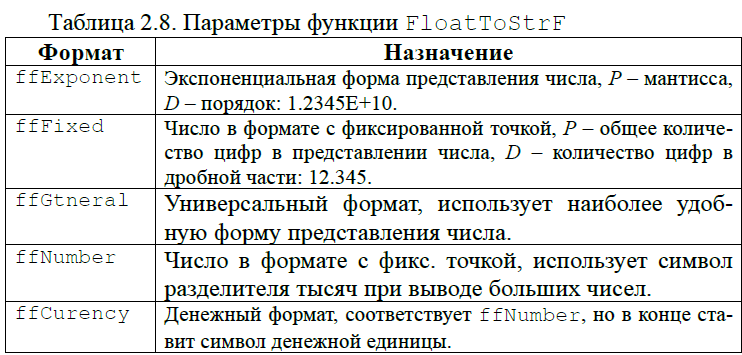 Таблица 2.8. Параметры функции FloatToStrF
Формат Назначение
ffExponent Экспоненциальная форма представления числа, P – мантисса,
D – порядок: 1.2345E+10.
ffFixed Число в формате с фиксированной точкой, P – общее количе-
ство цифр в представлении числа, D – количество цифр в
дробной части: 12.345.
ffGtneral Универсальный формат, использует наиболее удоб-
ную форму представления числа.
ffNumber Число в формате с фикс. точкой, использует символ
разделителя тысяч при выводе больших чисел.
ffCurency Денежный формат, соответствует ffNumber, но в конце ста-
вит символ денежной единицы.